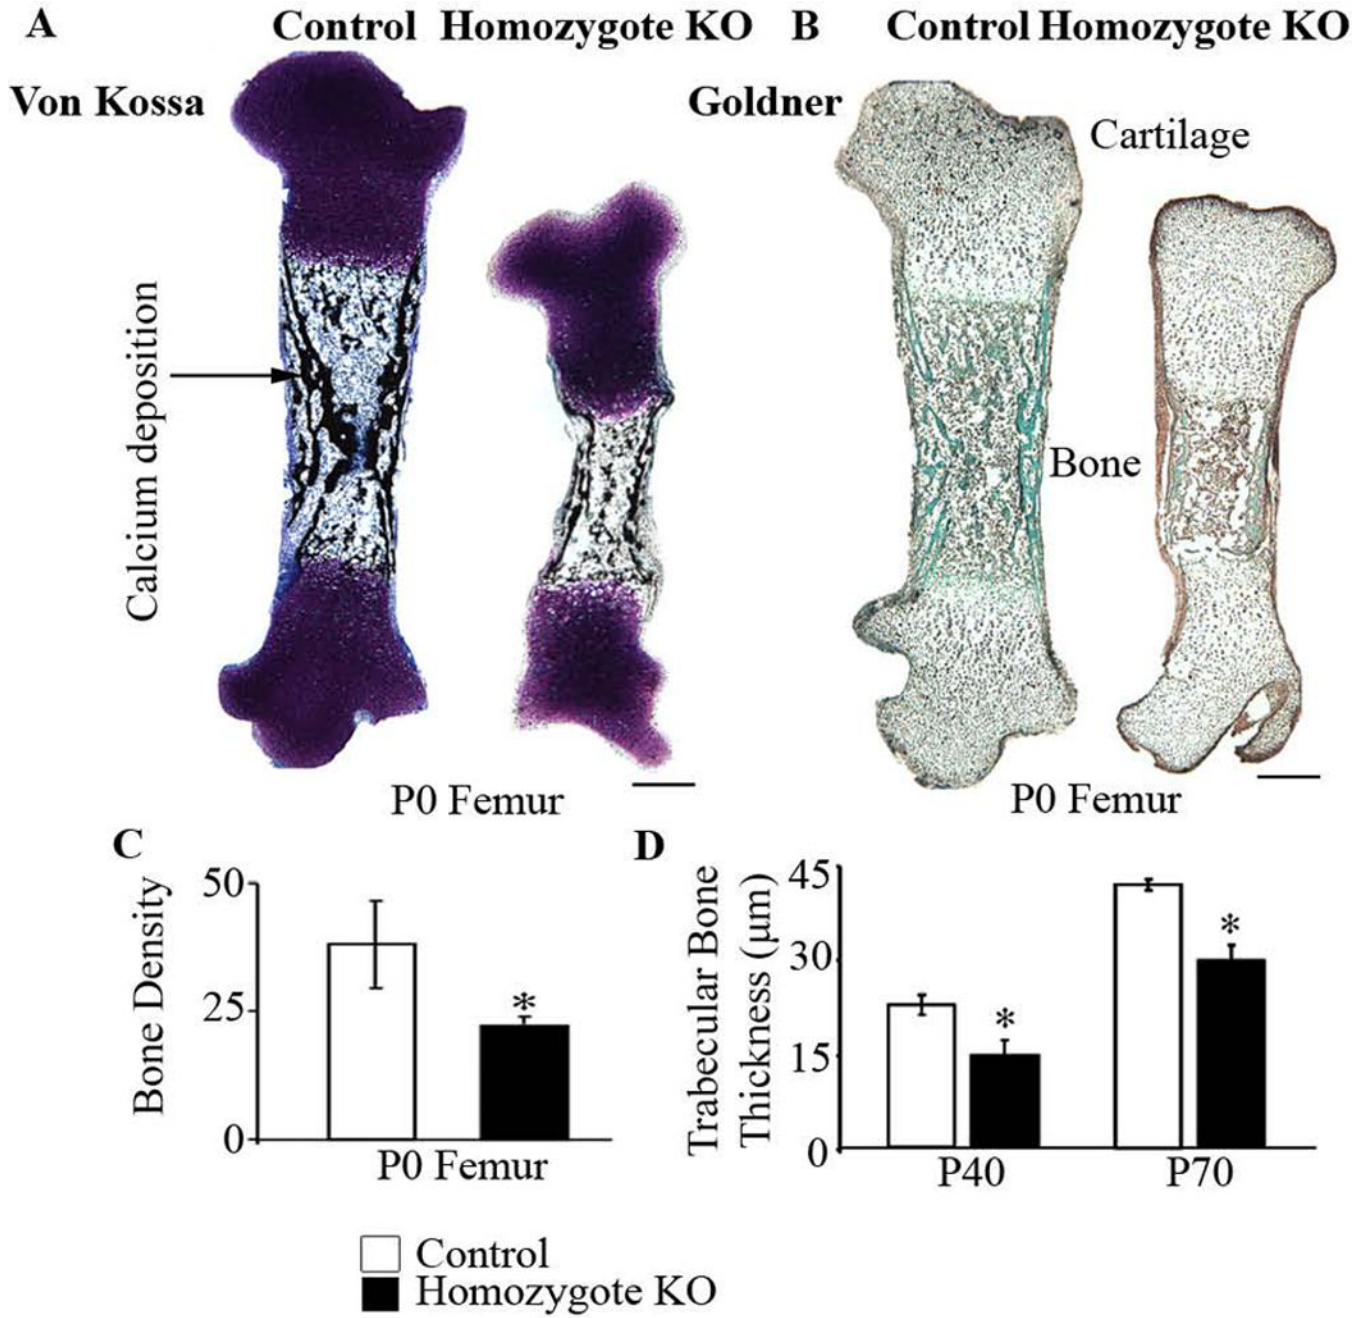 A
Control Homozygote KO
Von Kossa
Calcium deposition
P0 Femur
B
Control Homozygote KO
Goldner
Cartilage
Bone
P0 Femur
C
Bone Density
50
25
0
*
P0 Femur
D
Trabecular Bone
Thickness (μm)
45
30
15
0
*
*
P40
P70
Control
Homozygote KO